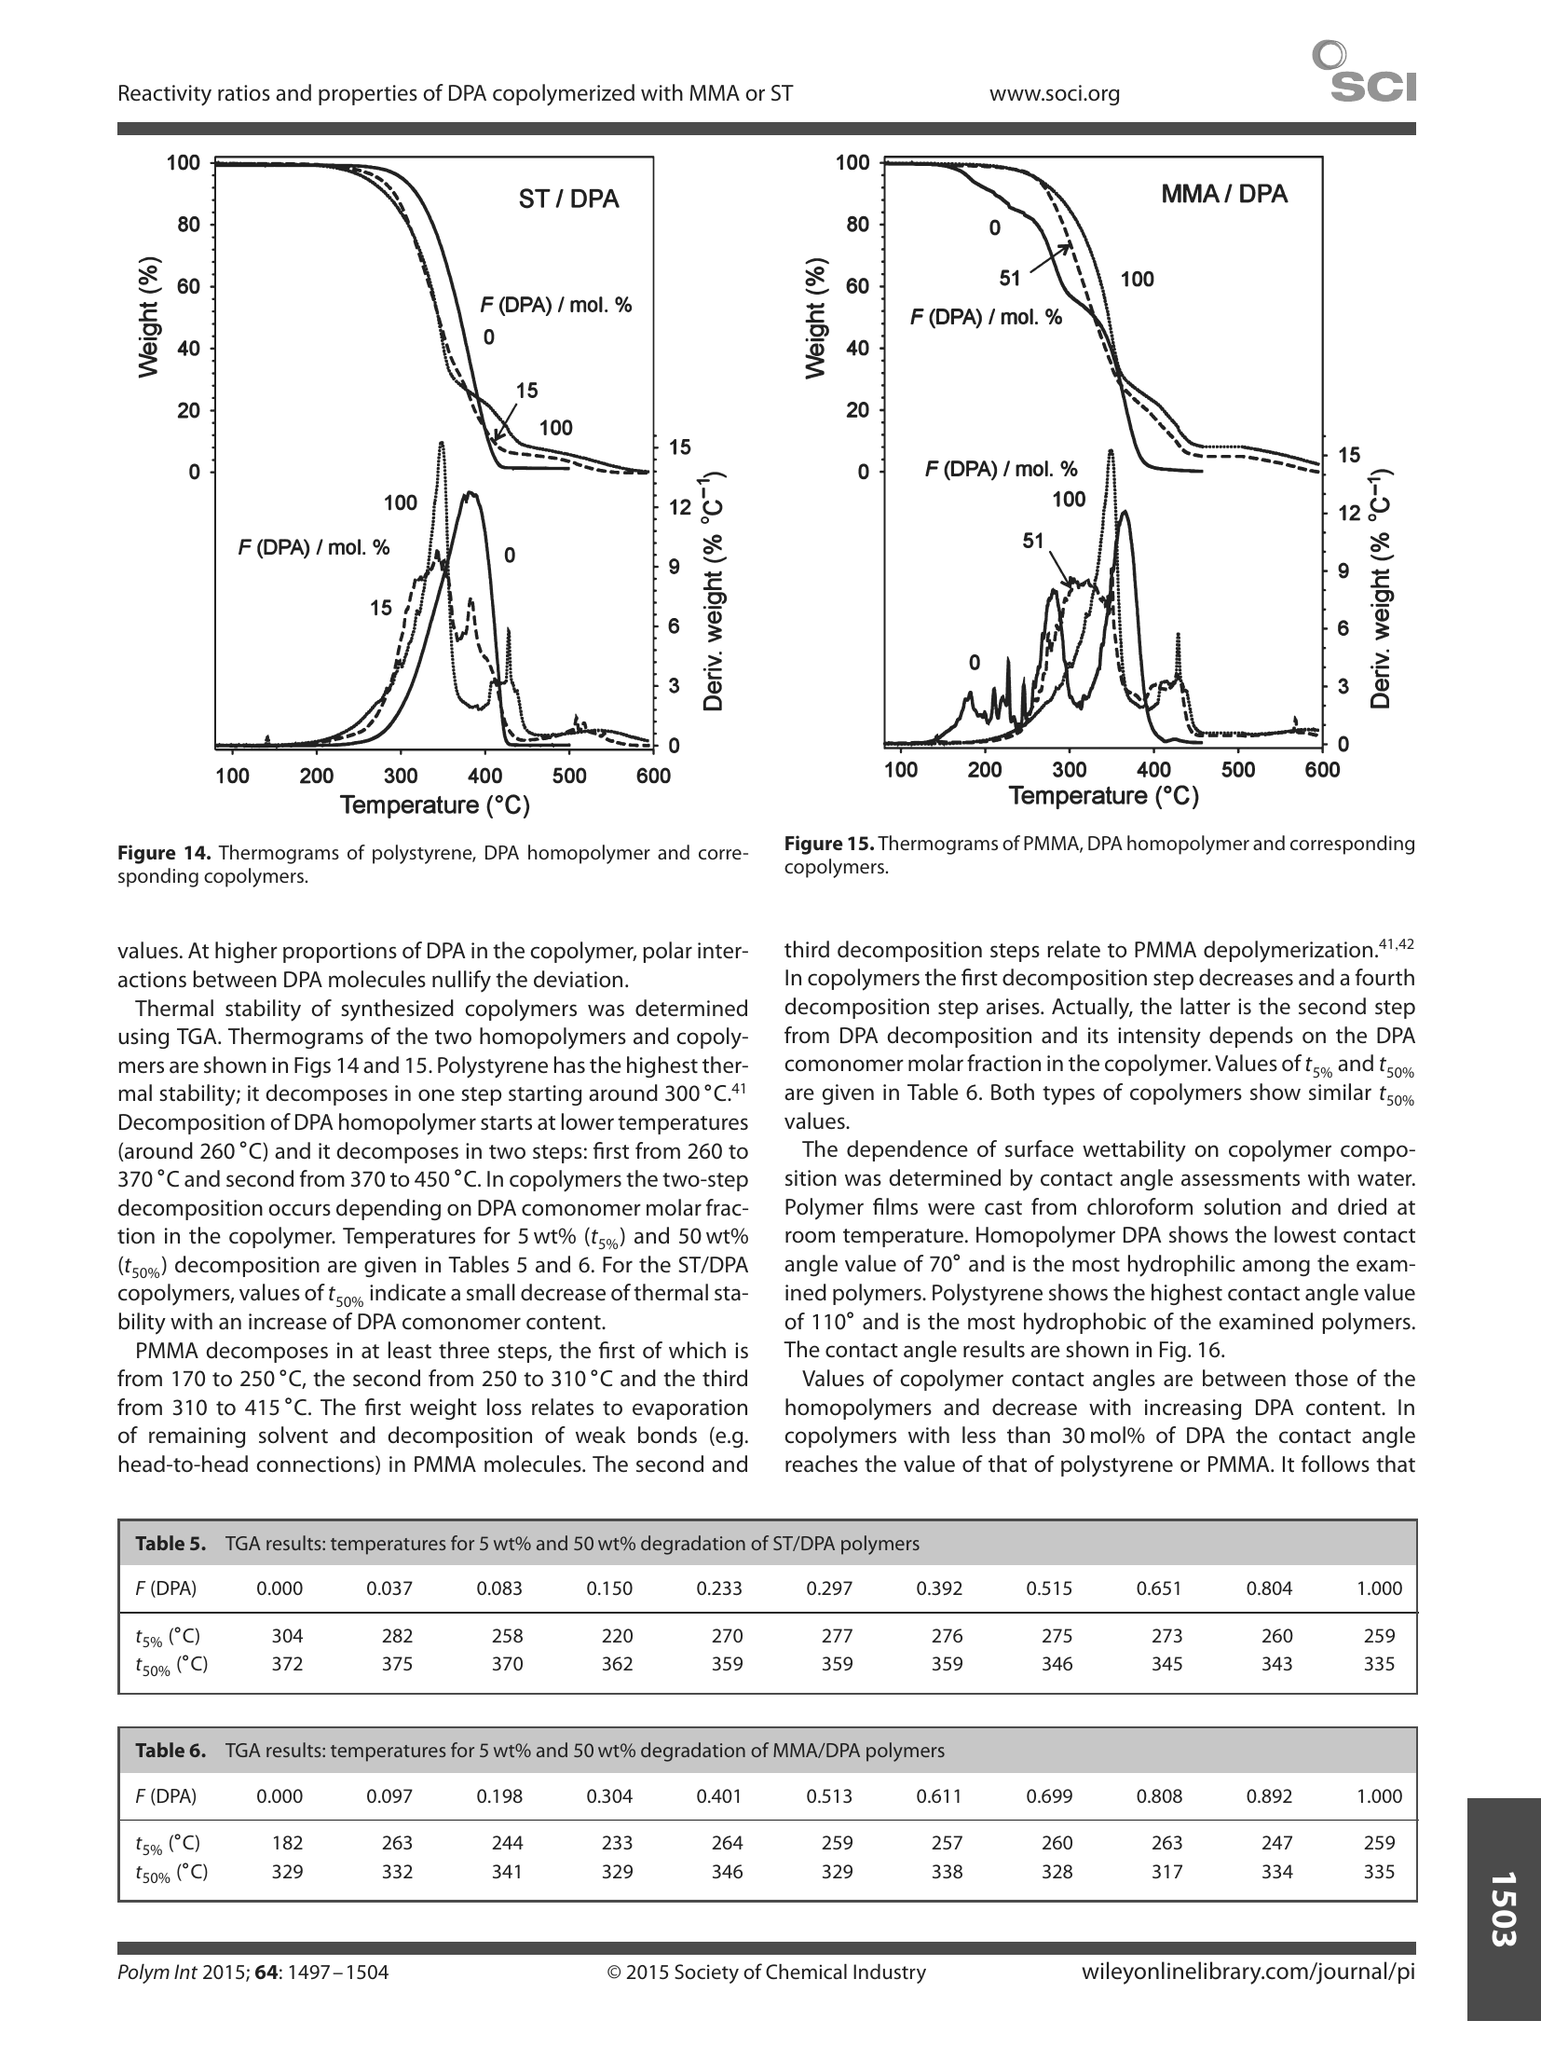 Reactivity ratios and properties of DPA copolymerized with MMA or ST
www.soci.org
SCI
100
80
60
40
20
0
Weight (%)
ST / DPA
F (DPA) / mol. %
0
15
100
15
12
9
6
3
0
Deriv. weight (% °C⁻¹)
100
F (DPA) / mol. %
0
15
100 200 300 400 500 600
Temperature (°C)
Figure 14. Thermograms of polystyrene, DPA homopolymer and corre-
sponding copolymers.
100
80
60
40
20
0
Weight (%)
MMA / DPA
0
51
100
F (DPA) / mol. %
15
12
9
6
3
0
Deriv. weight (% °C⁻¹)
F (DPA) / mol. %
100
51
0
100 200 300 400 500 600
Temperature (°C)
Figure 15. Thermograms of PMMA, DPA homopolymer and corresponding
copolymers.
values. At higher proportions of DPA in the copolymer, polar inter-
actions between DPA molecules nullify the deviation.
Thermal stability of synthesized copolymers was determined
using TGA. Thermograms of the two homopolymers and copoly-
mers are shown in Figs 14 and 15. Polystyrene has the highest ther-
mal stability; it decomposes in one step starting around 300 °C.⁴¹
Decomposition of DPA homopolymer starts at lower temperatures
(around 260 °C) and it decomposes in two steps: first from 260 to
370 °C and second from 370 to 450 °C. In copolymers the two-step
decomposition occurs depending on DPA comonomer molar frac-
tion in the copolymer. Temperatures for 5 wt% (t5%) and 50 wt%
(t50%) decomposition are given in Tables 5 and 6. For the ST/DPA
copolymers, values of t50% indicate a small decrease of thermal sta-
bility with an increase of DPA comonomer content.
PMMA decomposes in at least three steps, the first of which is
from 170 to 250 °C, the second from 250 to 310 °C and the third
from 310 to 415 °C. The first weight loss relates to evaporation
of remaining solvent and decomposition of weak bonds (e.g.
head-to-head connections) in PMMA molecules. The second and
third decomposition steps relate to PMMA depolymerization.⁴¹,⁴²
In copolymers the first decomposition step decreases and a fourth
decomposition step arises. Actually, the latter is the second step
from DPA decomposition and its intensity depends on the DPA
comonomer molar fraction in the copolymer. Values of t5% and t50%
are given in Table 6. Both types of copolymers show similar t50%
values.
The dependence of surface wettability on copolymer compo-
sition was determined by contact angle assessments with water.
Polymer films were cast from chloroform solution and dried at
room temperature. Homopolymer DPA shows the lowest contact
angle value of 70° and is the most hydrophilic among the exam-
ined polymers. Polystyrene shows the highest contact angle value
of 110° and is the most hydrophobic of the examined polymers.
The contact angle results are shown in Fig. 16.
Values of copolymer contact angles are between those of the
homopolymers and decrease with increasing DPA content. In
copolymers with less than 30 mol% of DPA the contact angle
reaches the value of that of polystyrene or PMMA. It follows that
Table 5. TGA results: temperatures for 5 wt% and 50 wt% degradation of ST/DPA polymers
F (DPA) 0.000 0.037 0.083 0.150 0.233 0.297 0.392 0.515 0.651 0.804 1.000
t5% (°C) 304 282 258 220 270 277 276 275 273 260 259
t50% (°C) 372 375 370 362 359 359 359 346 345 343 335
Table 6. TGA results: temperatures for 5 wt% and 50 wt% degradation of MMA/DPA polymers
F (DPA) 0.000 0.097 0.198 0.304 0.401 0.513 0.611 0.699 0.808 0.892 1.000
t5% (°C) 182 263 244 233 264 259 257 260 263 247 259
t50% (°C) 329 332 341 329 346 329 338 328 317 334 335
1503
Polym Int 2015; 64: 1497–1504
© 2015 Society of Chemical Industry
wileyonlinelibrary.com/journal/pi